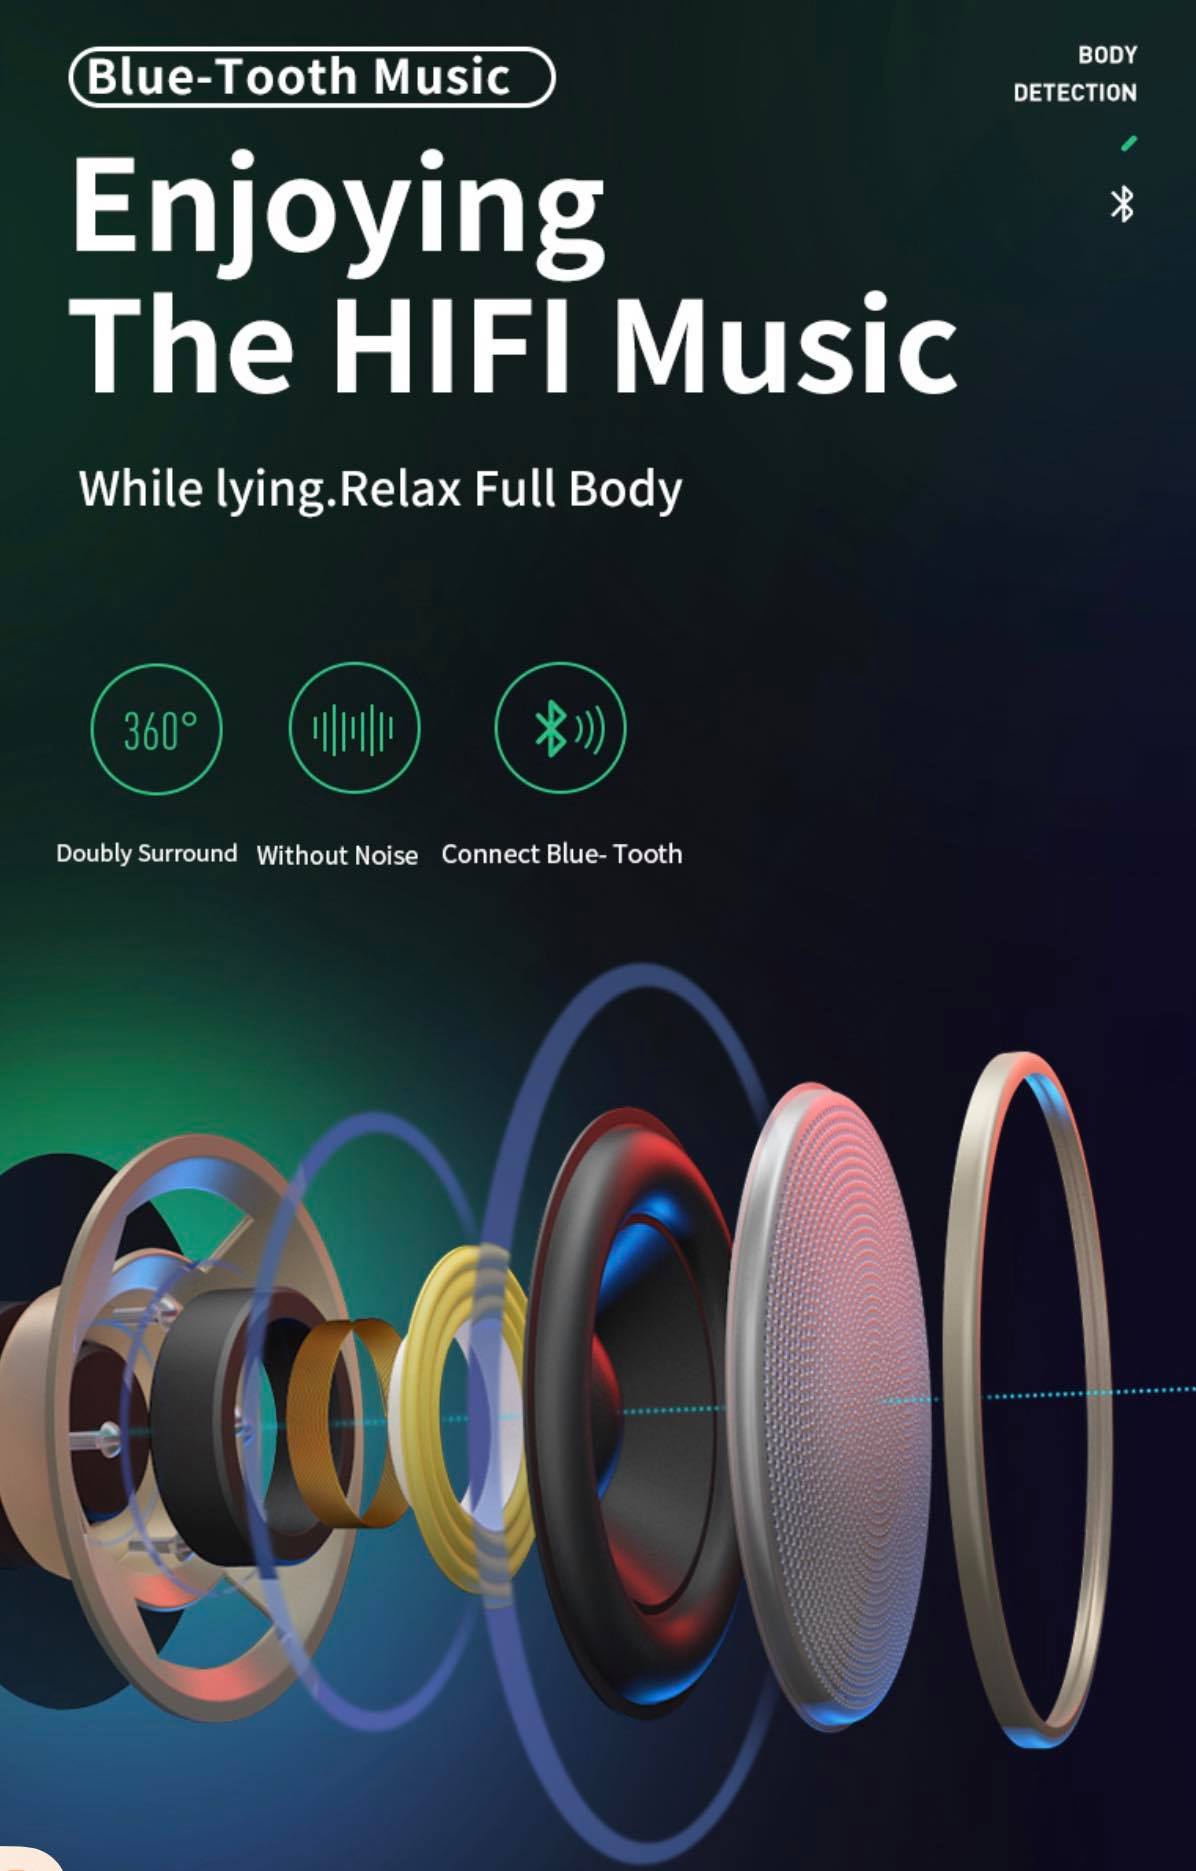 Blue-Tooth Music
BODY
DETECTION
Enjoying
The HIFI Music
While lying.Relax Full Body
360°
Doubly Surround
Without Noise
Connect Blue- Tooth